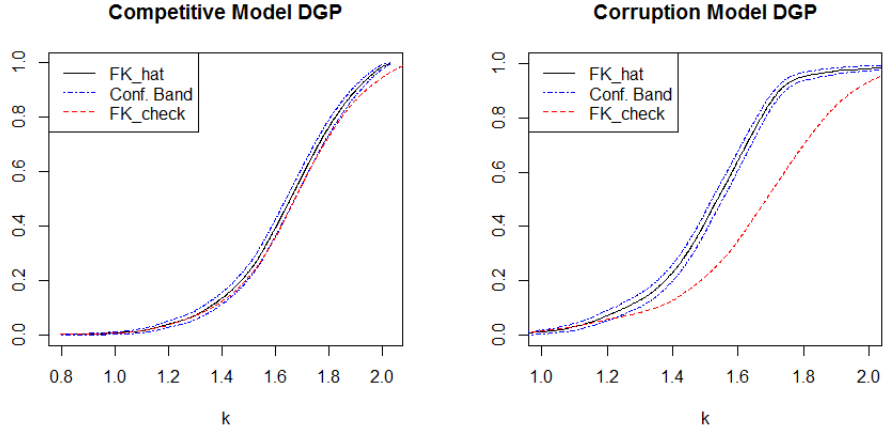 Competitive Model DGP
FK_hat
Conf. Band
FK_check
1.0
0.8
0.6
0.4
0.2
0.0
0.8 1.0 1.2 1.4 1.6 1.8 2.0
k
Corruption Model DGP
FK_hat
Conf. Band
FK_check
1.0
0.8
0.6
0.4
0.2
0.0
1.0 1.2 1.4 1.6 1.8 2.0
k